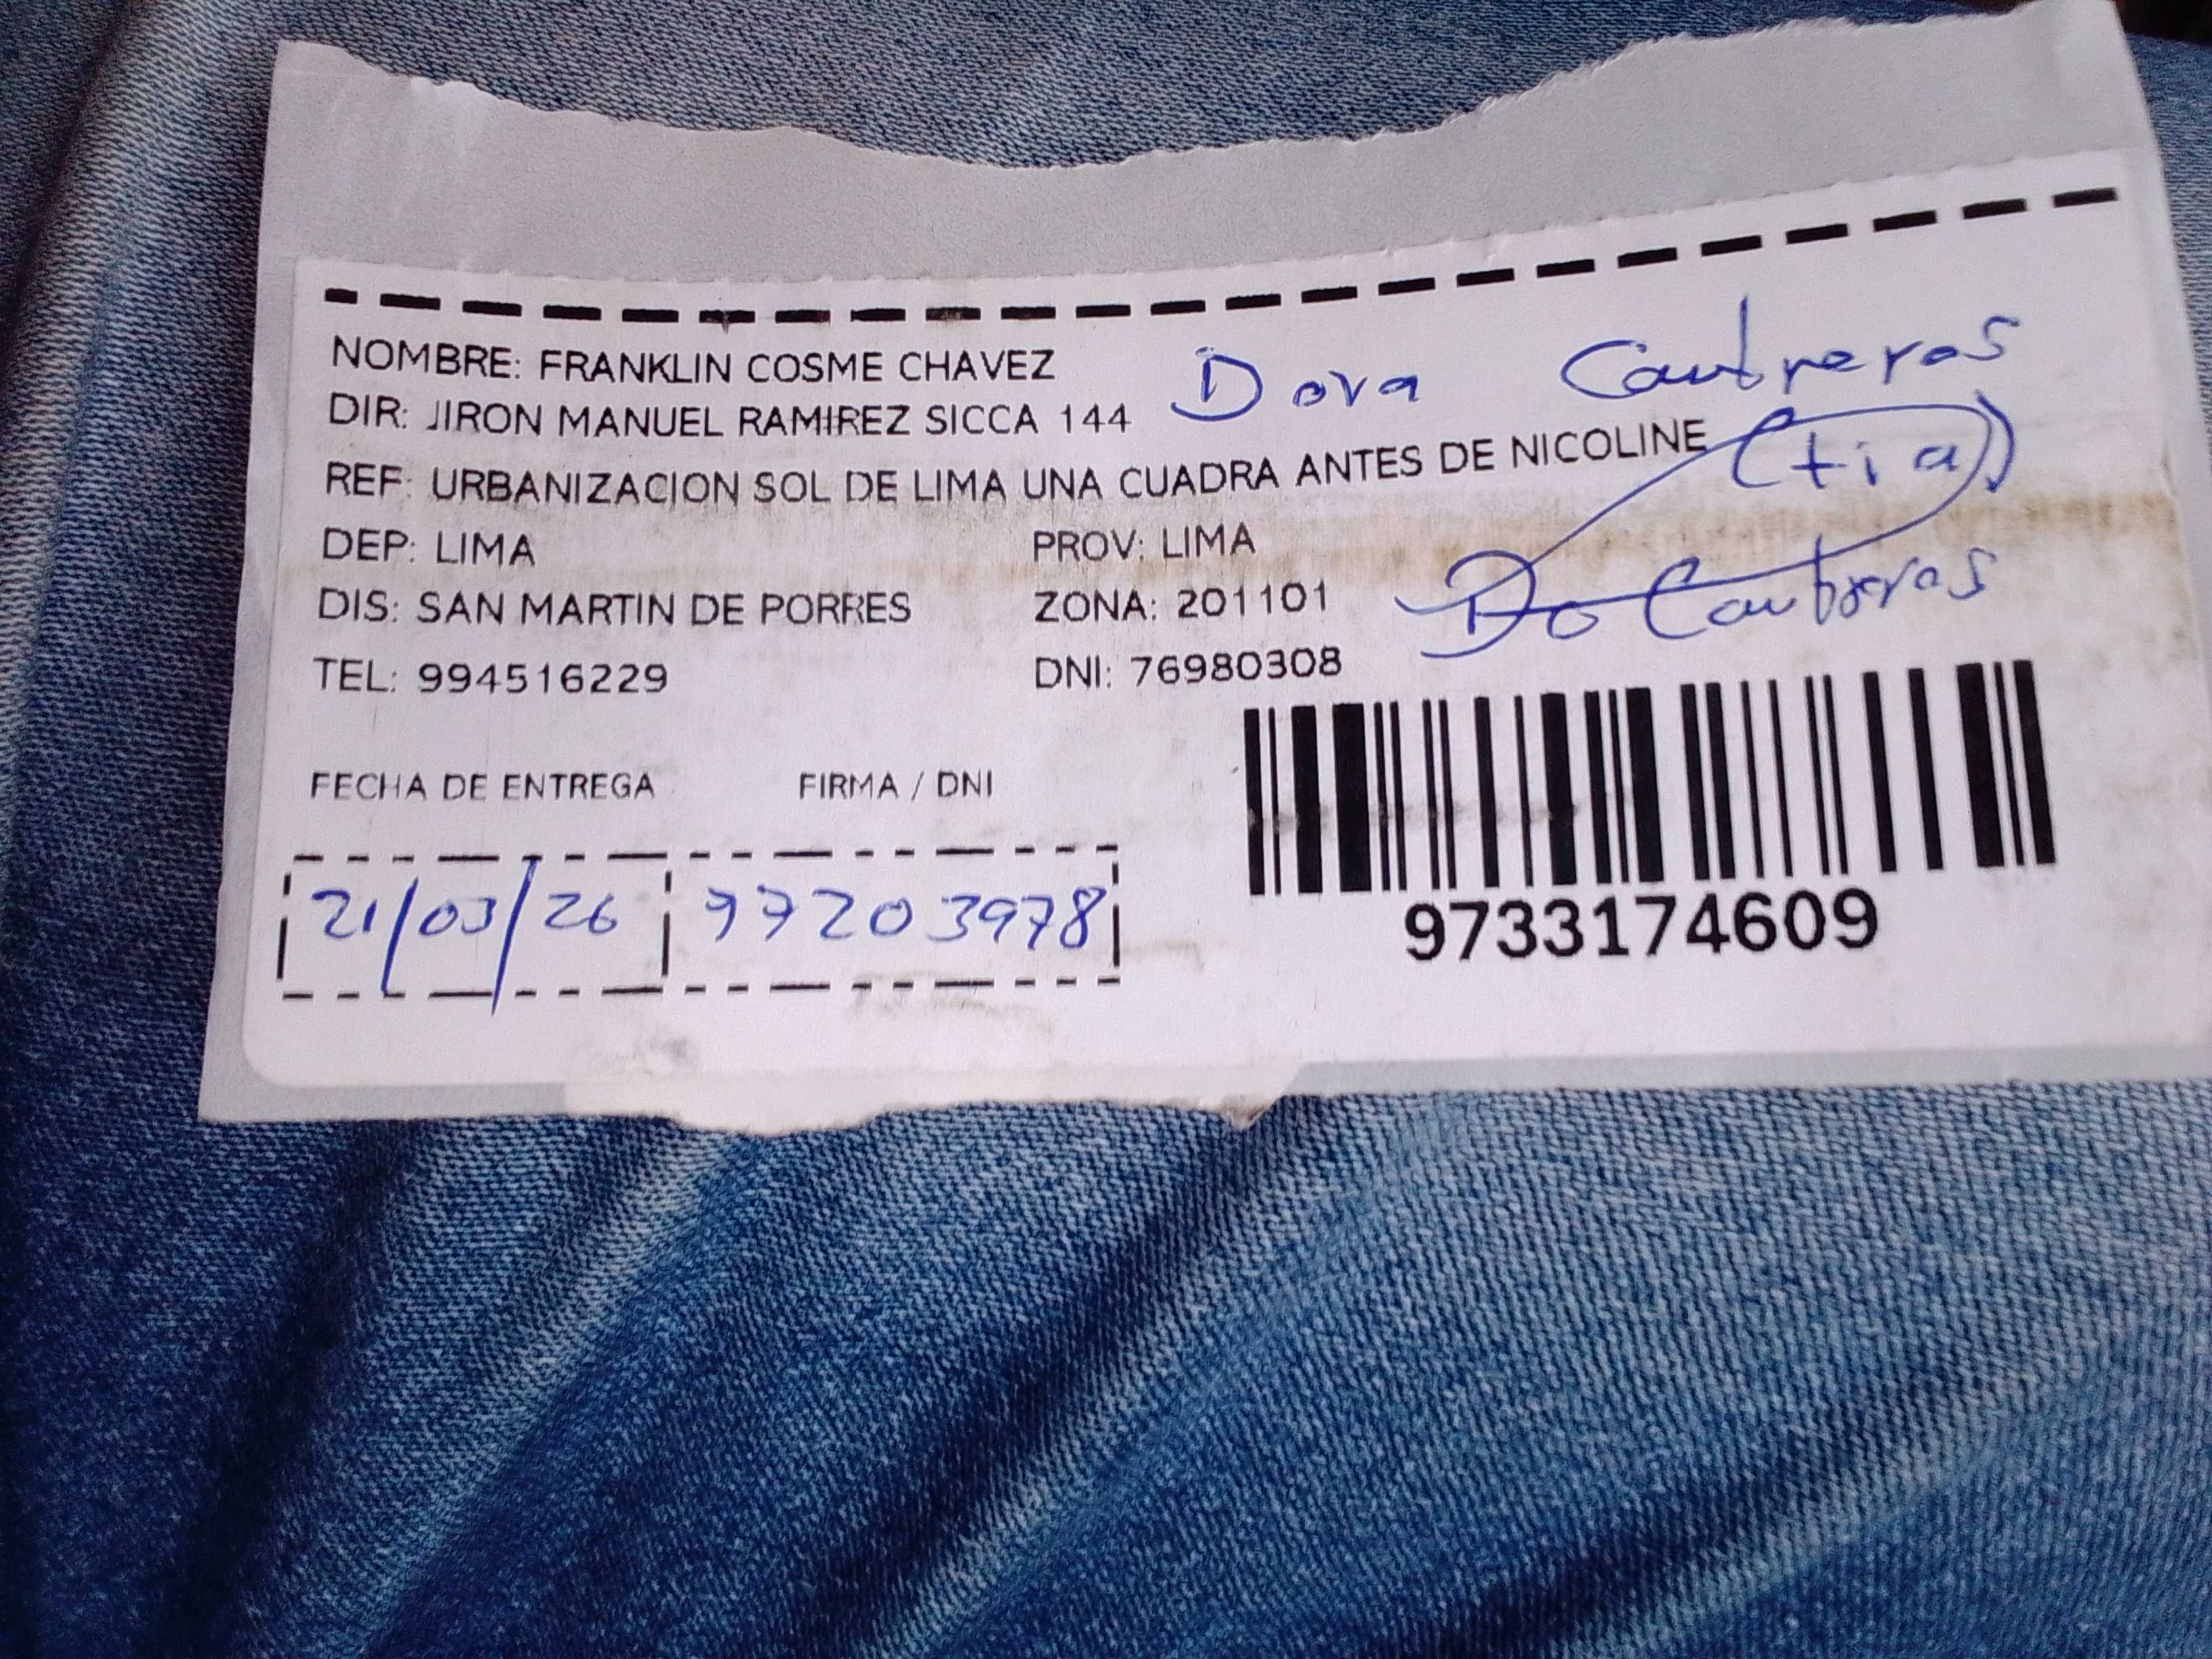 NOMBRE: FRANKLIN COSME CHAVEZ
Dora Contreras
DIR: JIRON MANUEL RAMIREZ SICCA 144
(tia)
REF: URBANIZACION SOL DE LIMA UNA CUADRA ANTES DE NICOLINE
DEP: LIMA PROV: LIMA
Do Contreras
DIS: SAN MARTIN DE PORRES ZONA: 201101
TEL: 994516229 DNI: 76980308
FECHA DE ENTREGA FIRMA / DNI
21/03/26
9733174609